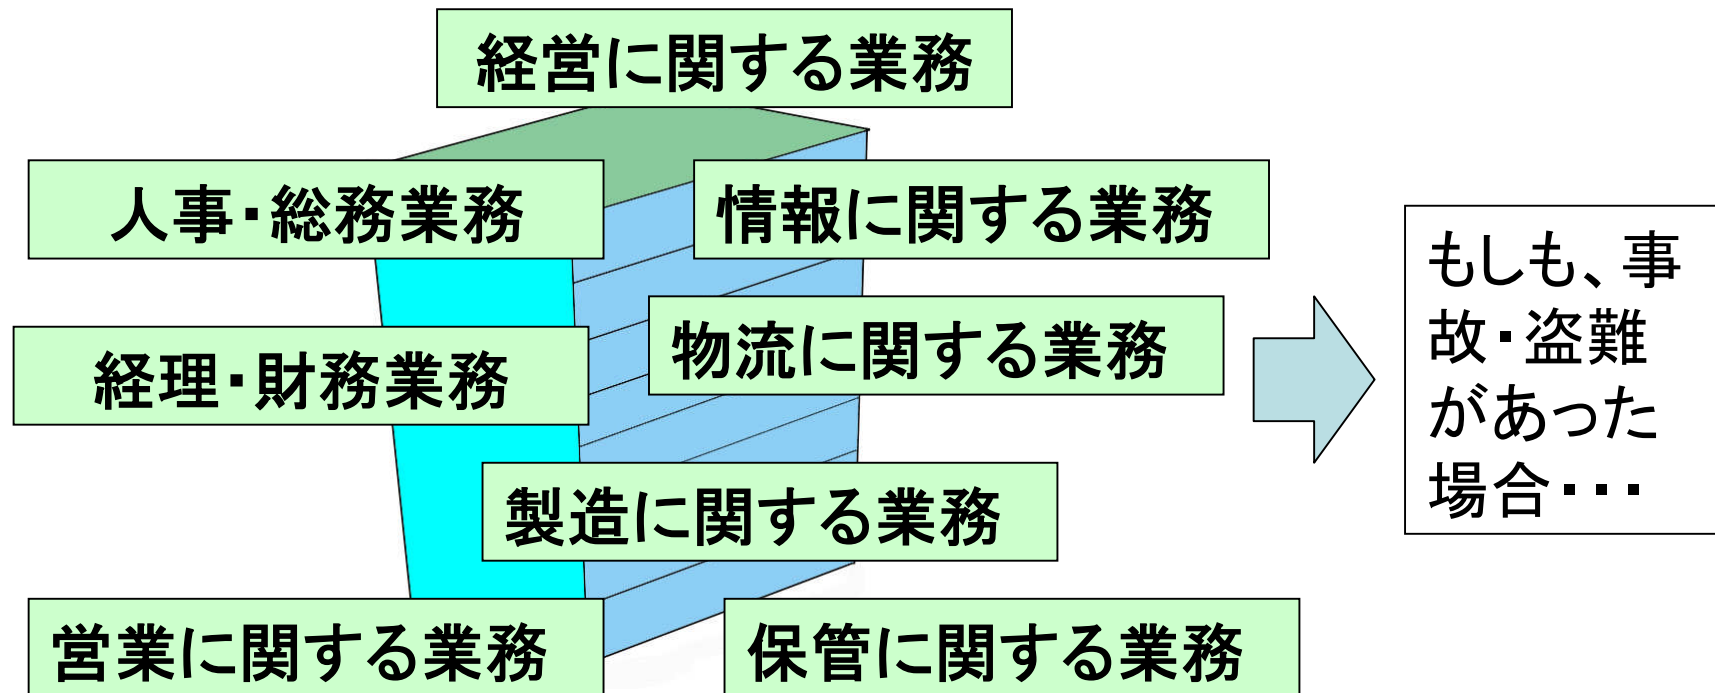 経営に関する業務
人事・総務業務
情報に関する業務
経理・財務業務
物流に関する業務
製造に関する業務
営業に関する業務
保管に関する業務
もしも、事
故・盗難
があった
場合・・・